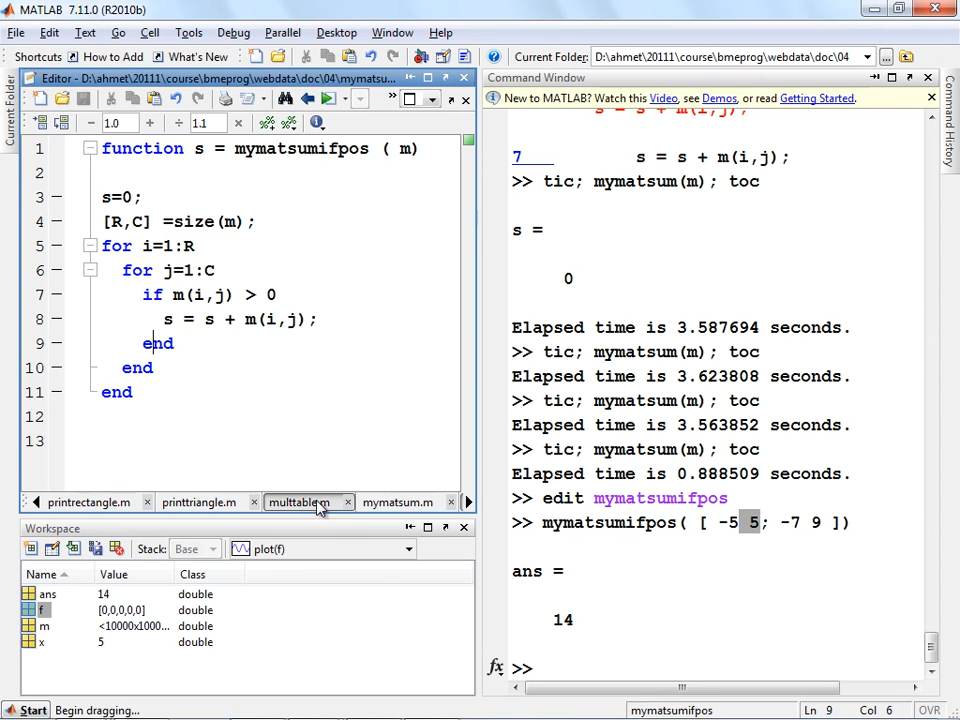 MATLAB 7.11.0 (R2010b)
File Edit Text Go Cell Tools Debug Parallel Desktop Window Help
Shortcuts How to Add What's New
Current Folder: D:\ahmet\20111\course\bmeprog\webdata\doc\04
Current Folder
Editor - D:\ahmet\20111\course\bmeprog\webdata\doc\04\mymatsu...
1.0
1.1
1 function s = mymatsumifpos ( m)
2
3 s=0;
4 [R,C] =size(m);
5 for i=1:R
6 for j=1:C
7 if m(i,j) > 0
8 s = s + m(i,j);
9 end
10 end
11 end
12
13
printrectangle.m printtriangle.m multtable.m mymatsum.m
Workspace
Stack: Base plot(f)
Name Value Class
ans 14 double
f [0,0,0,0,0] double
m <10000x1000... double
x 5 double
Command Window
New to MATLAB? Watch this Video, see Demos, or read Getting Started.
s = s + m(i,j);
7 s = s + m(i,j);
>> tic; mymatsum(m); toc
s =
0
Elapsed time is 3.587694 seconds.
>> tic; mymatsum(m); toc
Elapsed time is 3.623808 seconds.
>> tic; mymatsum(m); toc
Elapsed time is 3.563852 seconds.
>> tic; mymatsum(m); toc
Elapsed time is 0.888509 seconds.
>> edit mymatsumifpos
>> mymatsumifpos( [ -5 5; -7 9 ])
ans =
14
fx >>
Command History
Start Begin dragging...
mymatsumifpos Ln 9 Col 6 OVR